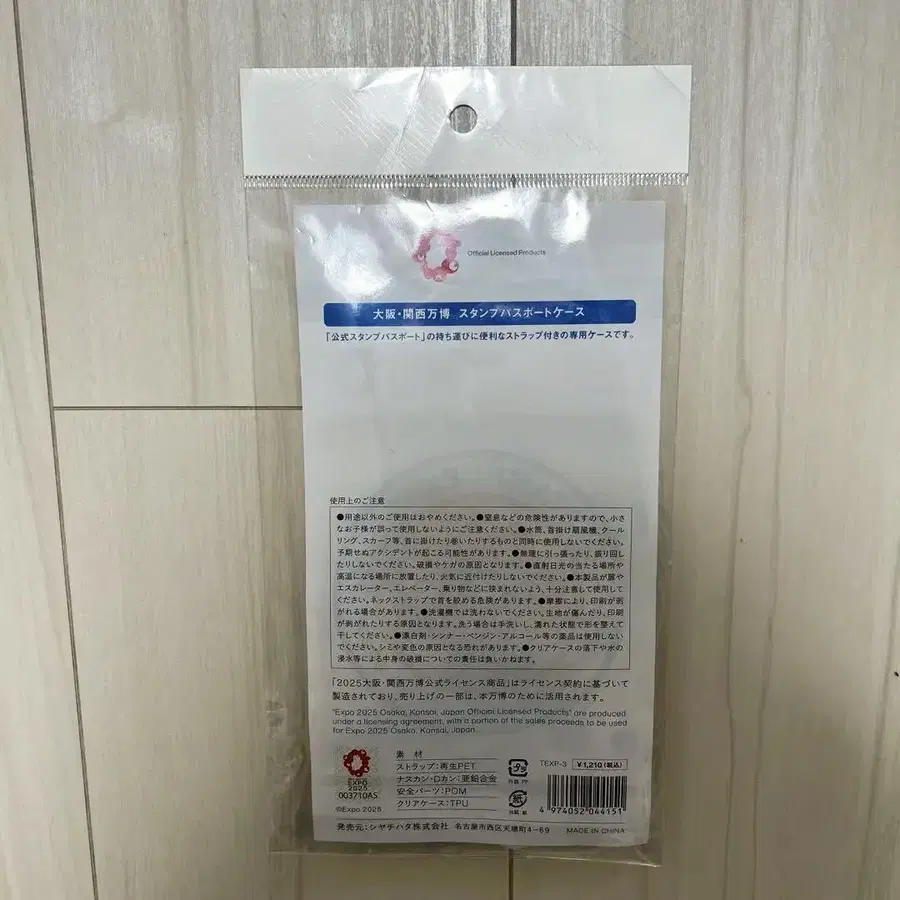 Official Licensed Products
大阪・関西万博 スタンプパスポートケース
「公式スタンプパスポート」の持ち運びに便利なストラップ付きの専用ケースです。
使用上のご注意
●用途以外のご使用はおやめください。●窒息などの危険性がありますので、小さ
なお子様が誤って使用しないようにご注意ください。●水筒、首掛け扇風機、クール
リング、スカーフ等、首に掛けたり巻いたりするものと同時に使用しないでください。
予期せぬアクシデントが起こる可能性があります。●無理に引っ張ったり、振り回し
たりしないでください。破損やケガの原因となります。●直射日光の当たる場所や
高温になる場所に放置したり、火気に近付けたりしないでください。●本製品が扉や
エスカレーター、エレベーター、乗り物などに挟まれないよう、十分注意して使用して
ください。ネックストラップで首を絞める危険があります。●摩擦により、印刷が剥
がれる場合があります。●洗濯機では洗わないでください。生地が傷んだり、印刷
が剥がれたりする原因となります。洗う場合は手洗いし、濡れた状態で形を整えて
干してください。●漂白剤・シンナー・ベンジン・アルコール等の薬品は使用しない
でください。シミや変色の原因となる恐れがあります。●クリアケースの落下や水の
浸水等による中身の破損についての責任は負いかねます。
「2025大阪・関西万博公式ライセンス商品」はライセンス契約に基づいて
製造されており、売り上げの一部は、本万博のために活用されます。
"Expo 2025 Osaka, Kansai, Japan Official Licensed Products" are produced
under a licensing agreement, with a portion of the sales proceeds to be used
for Expo 2025 Osaka, Kansai, Japan.
EXPO
2025
003710AS
©Expo 2025
素 材
ストラップ:再生PET
ナスカン・Dカン:亜鉛合金
安全パーツ:POM
クリアケース:TPU
プラ
外袋:PP
紙
台紙:紙
TEXP-3 ¥1,210(税込)
4 974052 044151
発売元:シヤチハタ株式会社 名古屋市西区天塚町4-69 MADE IN CHINA